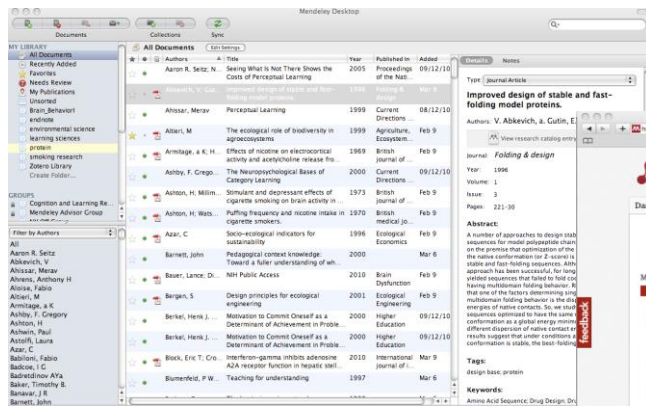 Mendeley Desktop
Documents
Collections
Sync
MY LIBRARY
All Documents
Recently Added
Favorites
Needs Review
My Publications
Unsorted
Brain_Behavior1
endnote
environmental science
learning sciences
protein
smoking research
Zotero Library
Create Folder...
GROUPS
Cognition and Learning Re...
Mendeley Advisor Group
Filter by Authors
All
Aaron R. Seitz
Abkevich, V
Ahissar, Merav
Ahrens, Anthony H
Aloise, Fabio
Altieri, M
Armitage, a K
Ashby, F. Gregory
Ashton, H
Ashwin, Paul
Astolfi, Laura
Azar, C
Babiloni, Fabio
Badcoe, I G
Baretdinov AYa
Baker, Timothy B.
Banavar, J R
Barnett, John
All Documents
Edit Settings
Authors
Title
Year
Published In
Added
Aaron R. Seitz; N...
Seeing What Is Not There Shows the
Costs of Perceptual Learning
2005
Proceedings
of the Nati...
09/12/10
Abkevich, V; Gut...
Improved design of stable and fast-
folding model proteins.
1996
Folding &
design
Mar 9
Ahissar, Merav
Perceptual Learning
1999
Current
Directions ...
08/12/10
Altieri, M
The ecological role of biodiversity in
agroecosystems
1999
Agriculture,
Ecosystem...
Feb 9
Armitage, a K; H...
Effects of nicotine on electrocortical
activity and acetylcholine release fro...
1969
British
journal of ...
Feb 9
Ashby, F. Grego...
The Neuropsychological Bases of
Cognition
2000
Current
Directions...
09/12/10
Ashton, H; Millim...
Stimulant and depressant effects of
cigarette smoking on brain activity in ...
1973
British
journal of...
Feb 9
Ashton, H; Wats...
Puffing frequency and nicotine intake in
cigarette smokers.
1970
British
medical jo...
Feb 9
Azar, C
Socio-ecological indicators for
sustainability
1996
Ecological
Economics
Feb 9
Barnett, John
Pedagogical context knowledge:
Toward a fuller understanding of wh...
2000
Mar 6
Bauer, Lance; Di...
NIH Public Access
2010
Brain
Dysfunction
Feb 9
Bergan, S
Design principles for ecological
engineering
2001
Ecological
Engineering
Feb 9
Berkel, Henk J. ...
Motivation to Commit Oneself as a
Determinant of Achievement in Proble...
2000
Higher
Education
09/12/10
Berkel, Henk J. ...
Motivation to Commit Oneself as a
Determinant of Achievement in Proble...
2000
Higher
Education
09/12/10
Block, Eric T; Cro...
Interferon-gamma inhibits adenosine
A2A receptor function in hepatic stell...
2010
International
journal of i...
Mar 9
Blumenfeld, P W...
Teaching for understanding
1997
Mar 6
Details
Notes
Type: Journal Article
Improved design of stable and fast-
folding model proteins.
Authors: V. Abkevich, a. Gutin, E
View research catalog entry
Journal: Folding & design
Year: 1996
Volume: 1
Issue: 3
Pages: 221-30
Abstract:
A number of approaches to design stab
sequences for model polypeptide chain
on the premise that optimization of the
the native conformation (or Z-score) is
stable and fast-folding sequences. Alth
approach has been successful, for long
yielded sequences that failed to fold coo
having multidomain folding behavior. R
that one of the factors determining sing
multidomain folding behavior is the disp
energies of native contacts. So, we stud
sequences optimized to have the same
conformation as a global energy minim
different dispersion of native contact er
results suggest that under conditions a
conformation is stable, the best-folding
Tags:
design base; protein
Keywords:
Amino Acid Sequence; Drug Design; Dru
feedback
Da
M